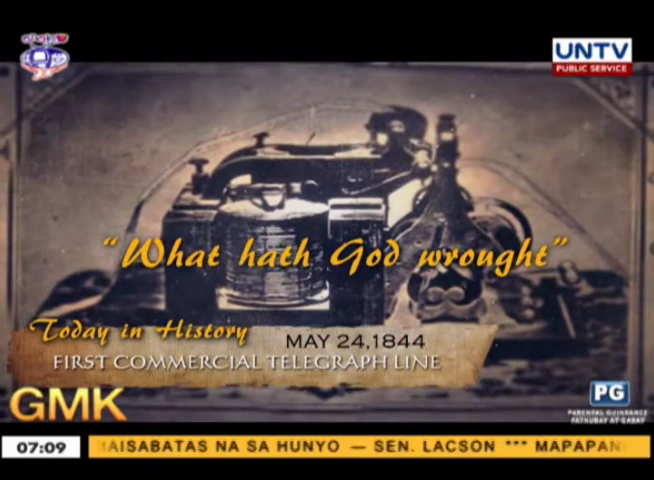 UNTV
PUBLIC SERVICE
“What hath God wrought”
Today in History
MAY 24,1844
FIRST COMMERCIAL TELEGRAPH LINE
GMK
PG
PARENTAL GUIDANCE
PATNUBAY AT GABAY
07:09
AISABATAS NA SA HUNYO — SEN. LACSON *** MAPAPAN